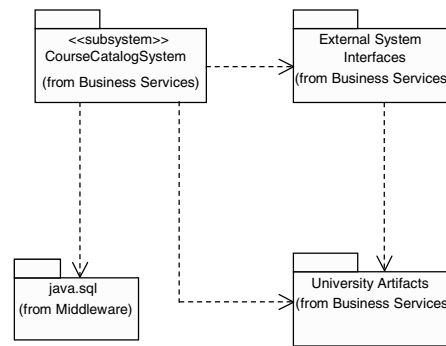 <<subsystem>>
CourseCatalogSystem
(from Business Services)
External System
Interfaces
(from Business Services)
java.sql
(from Middleware)
University Artifacts
(from Business Services)